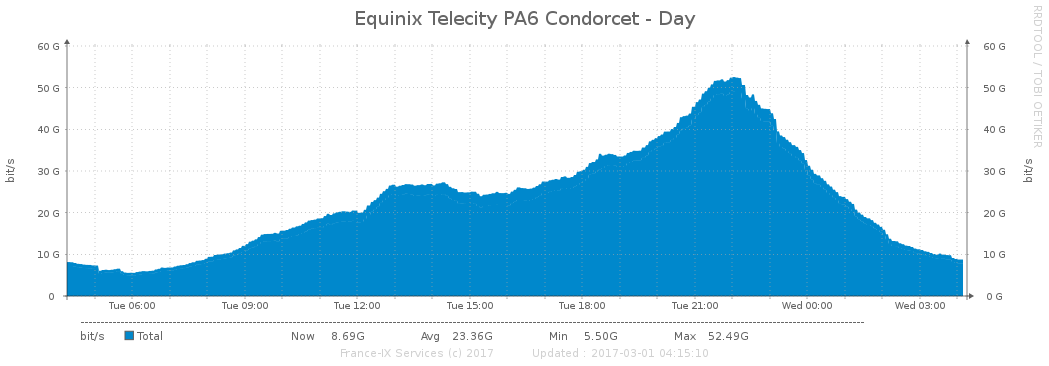 Equinix Telecity PA6 Condorcet - Day
RRDTOOL / TOBI OETIKER
60 G 60 G
50 G 50 G
40 G 40 G
30 G 30 G
20 G 20 G
10 G 10 G
0 0 G
bit/s
bit/s
Tue 06:00 Tue 09:00 Tue 12:00 Tue 15:00 Tue 18:00 Tue 21:00 Wed 00:00 Wed 03:00
bit/s Total Now 8.69G Avg 23.36G Min 5.50G Max 52.49G
France-IX Services (c) 2017 Updated : 2017-03-01 04:15:10